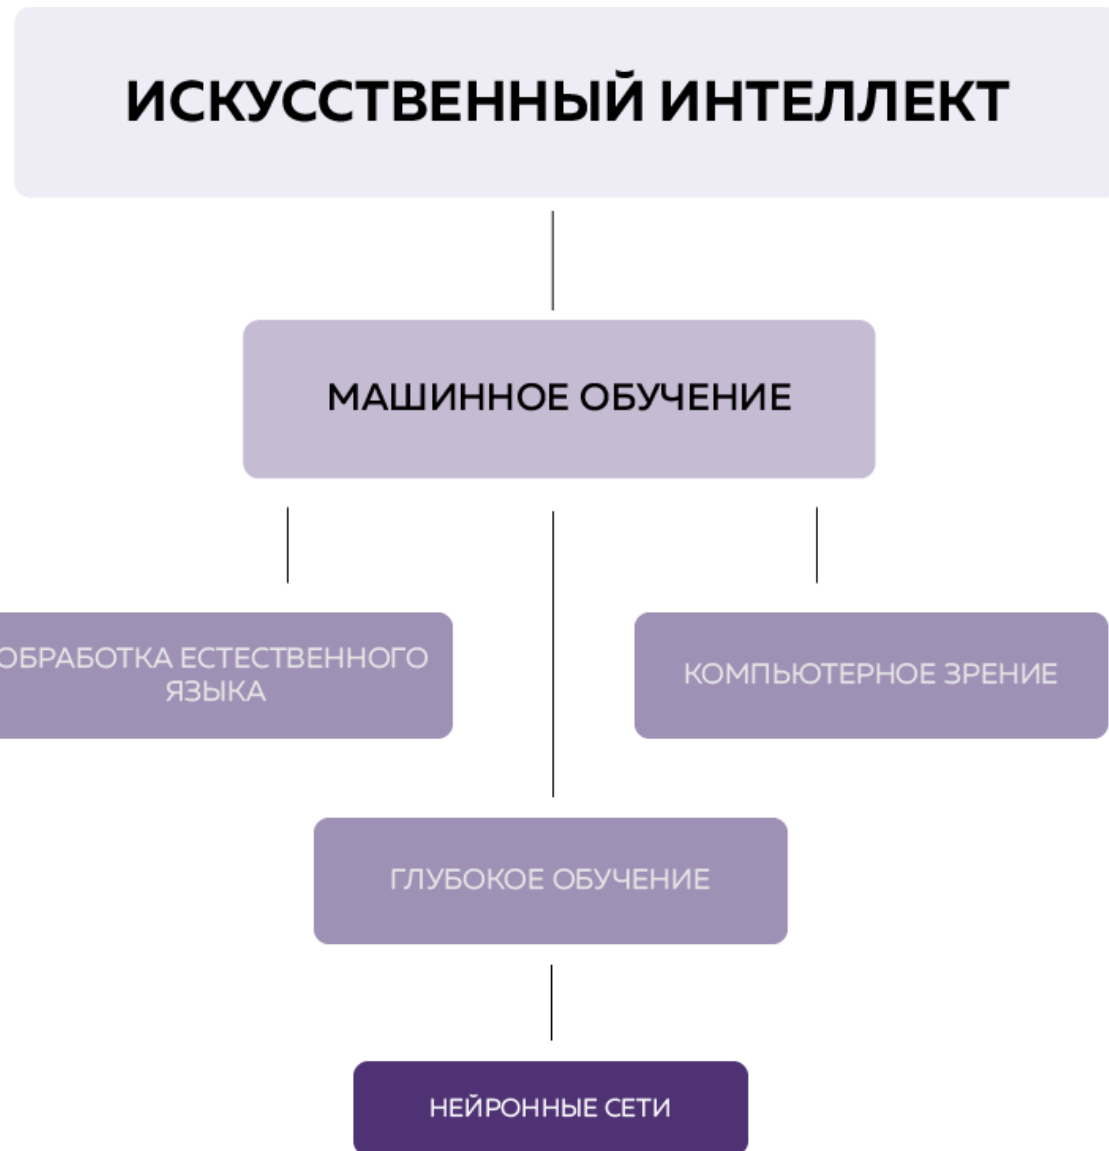 ИСКУССТВЕННЫЙ ИНТЕЛЛЕКТ
МАШИННОЕ ОБУЧЕНИЕ
ОБРАБОТКА ЕСТЕСТВЕННОГО
ЯЗЫКА
КОМПЬЮТЕРНОЕ ЗРЕНИЕ
ГЛУБОКОЕ ОБУЧЕНИЕ
НЕЙРОННЫЕ СЕТИ